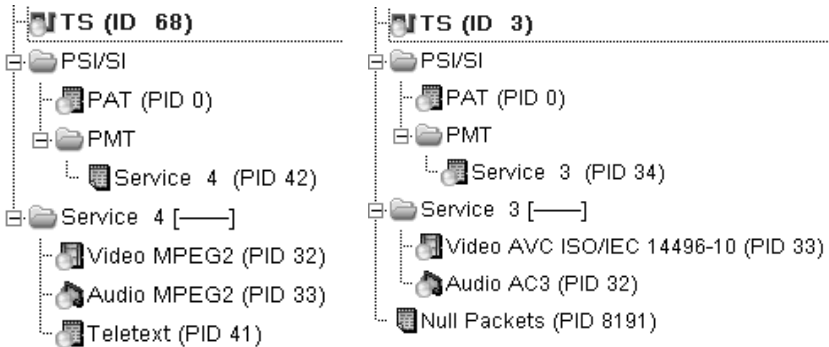 TS (ID 68)
PSI/SI
PAT (PID 0)
PMT
Service 4 (PID 42)
Service 4 [——]
Video MPEG2 (PID 32)
Audio MPEG2 (PID 33)
Teletext (PID 41)
TS (ID 3)
PSI/SI
PAT (PID 0)
PMT
Service 3 (PID 34)
Service 3 [——]
Video AVC ISO/IEC 14496-10 (PID 33)
Audio AC3 (PID 32)
Null Packets (PID 8191)